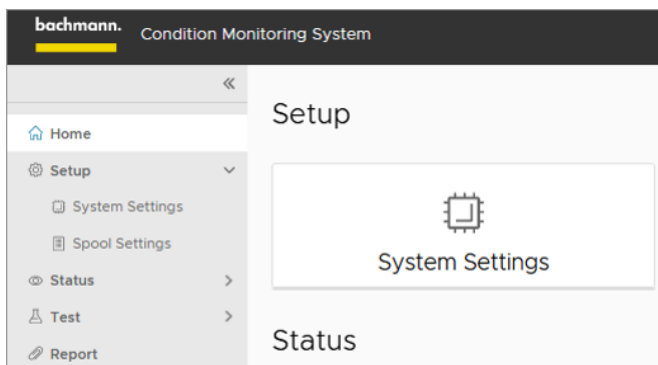 bachmann.
Condition Monitoring System
Home
Setup
System Settings
Spool Settings
Status
Test
Report
Setup
System Settings
Status